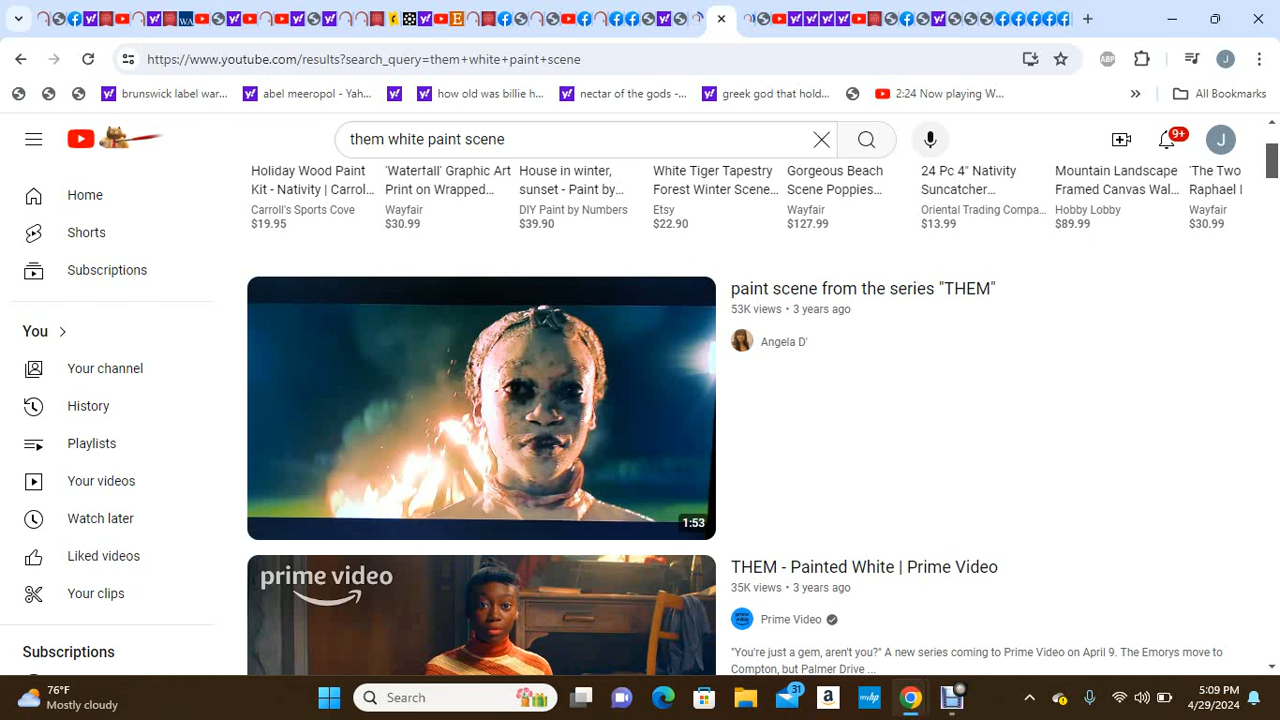 https://www.youtube.com/results?search_query=them+white+paint+scene
brunswick label war...
abel meeropol - Yah...
how old was billie h...
nectar of the gods -...
greek god that hold...
2:24 Now playing W...
»
All Bookmarks
them white paint scene
9+
Home
Shorts
Subscriptions
You
Your channel
History
Playlists
Your videos
Watch later
Liked videos
Your clips
Subscriptions
Holiday Wood Paint
Kit - Nativity | Carrol...
Carroll's Sports Cove
$19.95
'Waterfall' Graphic Art
Print on Wrapped...
Wayfair
$30.99
House in winter,
sunset - Paint by...
DIY Paint by Numbers
$39.90
White Tiger Tapestry
Forest Winter Scene...
Etsy
$22.90
Gorgeous Beach
Scene Poppies...
Wayfair
$127.99
24 Pc 4" Nativity
Suncatcher...
Oriental Trading Compa...
$13.99
Mountain Landscape
Framed Canvas Wal...
Hobby Lobby
$89.99
'The Two
Raphael
Wayfair
$30.99
1:53
paint scene from the series "THEM"
53K views • 3 years ago
Angela D'
prime video
THEM - Painted White | Prime Video
35K views • 3 years ago
Prime Video
"You're just a gem, aren't you?" A new series coming to Prime Video on April 9. The Emorys move to
Compton, but Palmer Drive ...
76°F
Mostly cloudy
Search
31
5:09 PM
4/29/2024